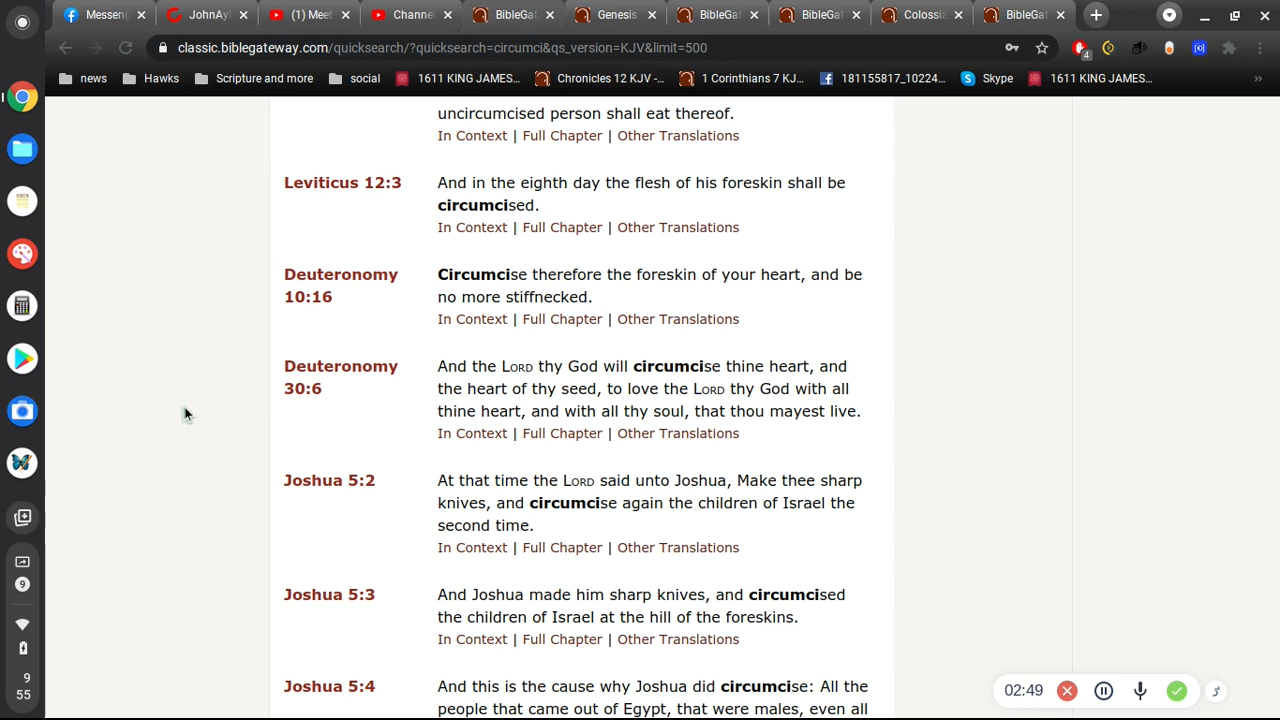 Messeng
JohnAy
(1) Meet
Channel
BibleGat
Genesis
BibleGat
BibleGat
Colossia
BibleGat
classic.biblegateway.com/quicksearch/?quicksearch=circumci&qs_version=KJV&limit=500
4
news
Hawks
Scripture and more
social
1611 KING JAMES...
Chronicles 12 KJV -...
1 Corinthians 7 KJ...
181155817_10224...
Skype
1611 KING JAMES...
»
uncircumcised person shall eat thereof.
In Context | Full Chapter | Other Translations
Leviticus 12:3
And in the eighth day the flesh of his foreskin shall be
circumcised.
In Context | Full Chapter | Other Translations
Deuteronomy
10:16
Circumcise therefore the foreskin of your heart, and be
no more stiffnecked.
In Context | Full Chapter | Other Translations
Deuteronomy
30:6
And the LORD thy God will circumcise thine heart, and
the heart of thy seed, to love the LORD thy God with all
thine heart, and with all thy soul, that thou mayest live.
In Context | Full Chapter | Other Translations
Joshua 5:2
At that time the LORD said unto Joshua, Make thee sharp
knives, and circumcise again the children of Israel the
second time.
In Context | Full Chapter | Other Translations
Joshua 5:3
And Joshua made him sharp knives, and circumcised
the children of Israel at the hill of the foreskins.
In Context | Full Chapter | Other Translations
Joshua 5:4
And this is the cause why Joshua did circumcise: All the
people that came out of Egypt, that were males, even all
9
9
55
02:49